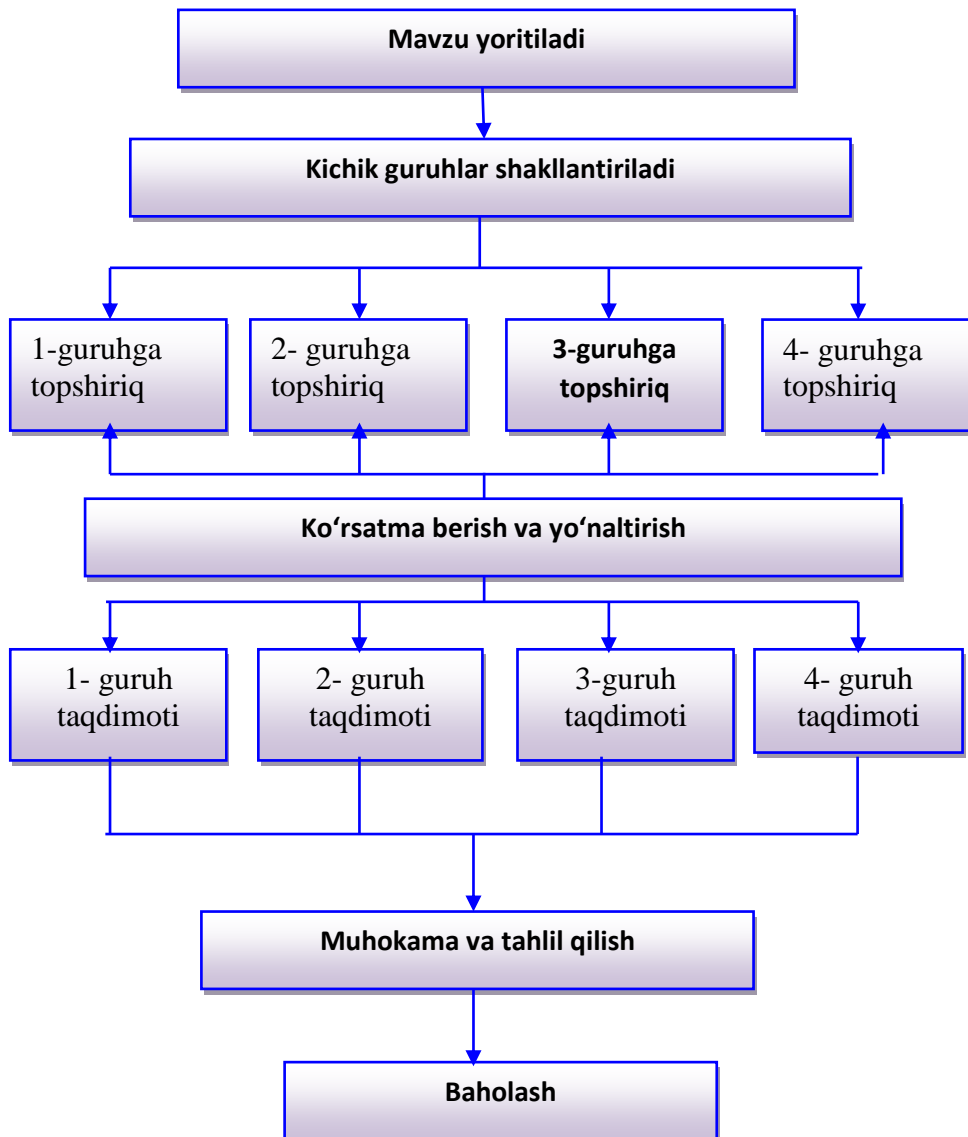 Mavzu yoritiladi
Kichik guruhlar shakllantiriladi
1-guruhga
topshiriq
2- guruhga
topshiriq
3-guruhga
topshiriq
4- guruhga
topshiriq
Ko‘rsatma berish va yo‘naltirish
1- guruh
taqdimoti
2- guruh
taqdimoti
3-guruh
taqdimoti
4- guruh
taqdimoti
Muhokama va tahlil qilish
Baholash